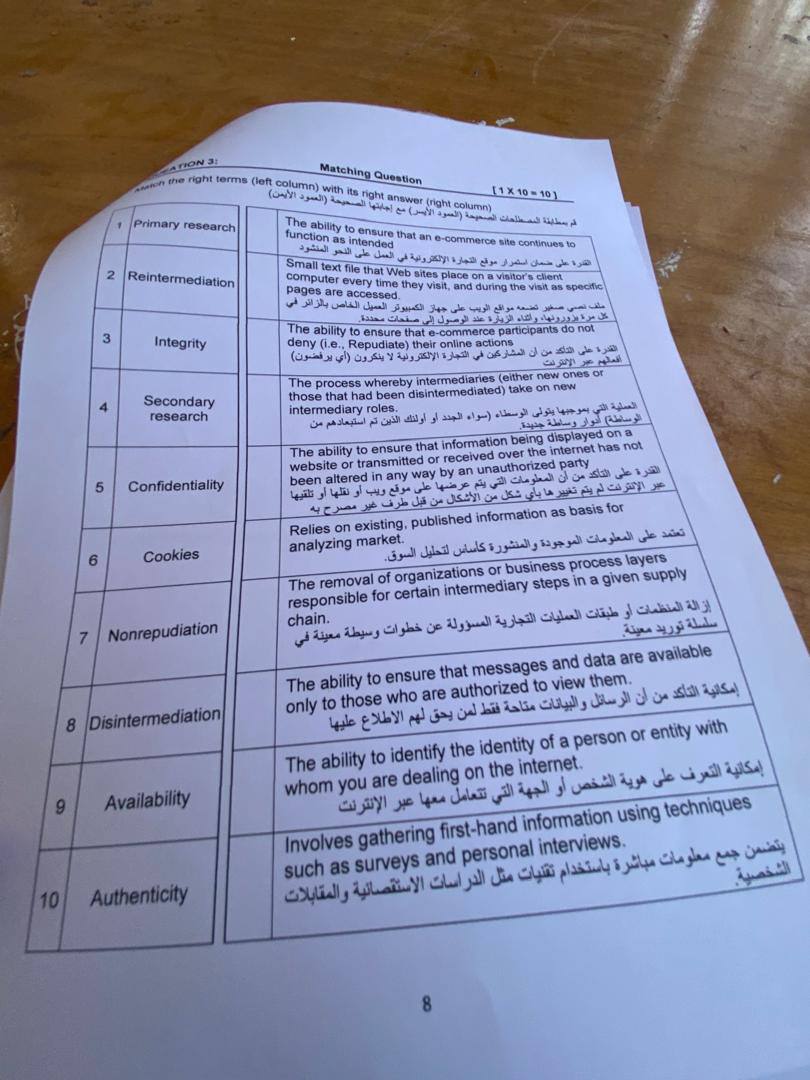 Matching Question
[ 1 X 10 = 10 ]
the right terms (left column) with its right answer (right column)
قم بمطابقة المصطلحات الصحيحة (العمود الأيسر) مع إجابتها الصحيحة (العمود الأيمن)
1 Primary research
The ability to ensure that an e-commerce site continues to
function as intended
القدرة على ضمان استمرار موقع التجارة الإلكترونية في العمل على النحو المنشود
2 Reintermediation
Small text file that Web sites place on a visitor's client
computer every time they visit, and during the visit as specific
pages are accessed.
ملف نصي صغير تضعه مواقع الويب على جهاز الكمبيوتر العميل الخاص بالزائر في
كل مرة يزورونها، وأثناء الزيارة عند الوصول إلى صفحات محددة.
3 Integrity
The ability to ensure that e-commerce participants do not
deny (i.e., Repudiate) their online actions
القدرة على التأكد من أن المشاركين في التجارة الإلكترونية لا ينكرون (أي يرفضون)
أفعالهم عبر الإنترنت
4 Secondary
research
The process whereby intermediaries (either new ones or
those that had been disintermediated) take on new
intermediary roles.
العملية التي بموجبها يتولى الوسطاء (سواء الجدد أو أولئك الذين تم استبعادهم من
الوساطة) أدوار وساطة جديدة.
5 Confidentiality
The ability to ensure that information being displayed on a
website or transmitted or received over the internet has not
been altered in any way by an unauthorized party
القدرة على التأكد من أن المعلومات التي يتم عرضها على موقع ويب أو نقلها أو تلقيها
عبر الإنترنت لم يتم تغييرها بأي شكل من الأشكال من قبل طرف غير مصرح به
6 Cookies
Relies on existing, published information as basis for
analyzing market.
تعتمد على المعلومات الموجودة والمنشورة كأساس لتحليل السوق.
7 Nonrepudiation
The removal of organizations or business process layers
responsible for certain intermediary steps in a given supply
chain.
إزالة المنظمات أو طبقات العمليات التجارية المسؤولة عن خطوات وسيطة معينة في
سلسلة توريد معينة.
8 Disintermediation
The ability to ensure that messages and data are available
only to those who are authorized to view them.
إمكانية التأكد من أن الرسائل والبيانات متاحة فقط لمن يحق لهم الاطلاع عليها
9 Availability
The ability to identify the identity of a person or entity with
whom you are dealing on the internet.
إمكانية التعرف على هوية الشخص أو الجهة التي تتعامل معها عبر الإنترنت
10 Authenticity
Involves gathering first-hand information using techniques
such as surveys and personal interviews.
يتضمن جمع معلومات مباشرة باستخدام تقنيات مثل الدراسات الاستقصائية والمقابلات
الشخصية.
8